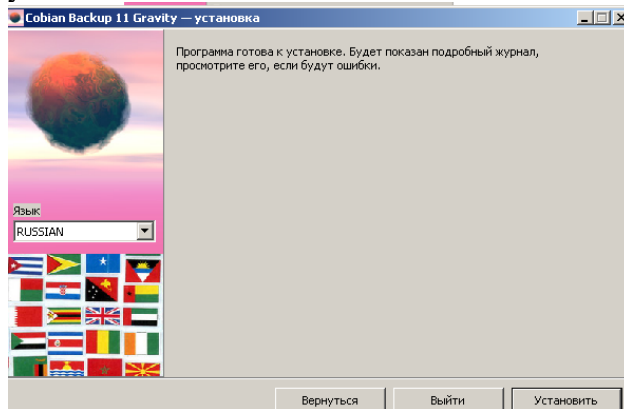 Cobian Backup 11 Gravity — установка
Программа готова к установке. Будет показан подробный журнал,
просмотрите его, если будут ошибки.
Язык
RUSSIAN
Вернуться
Выйти
Установить